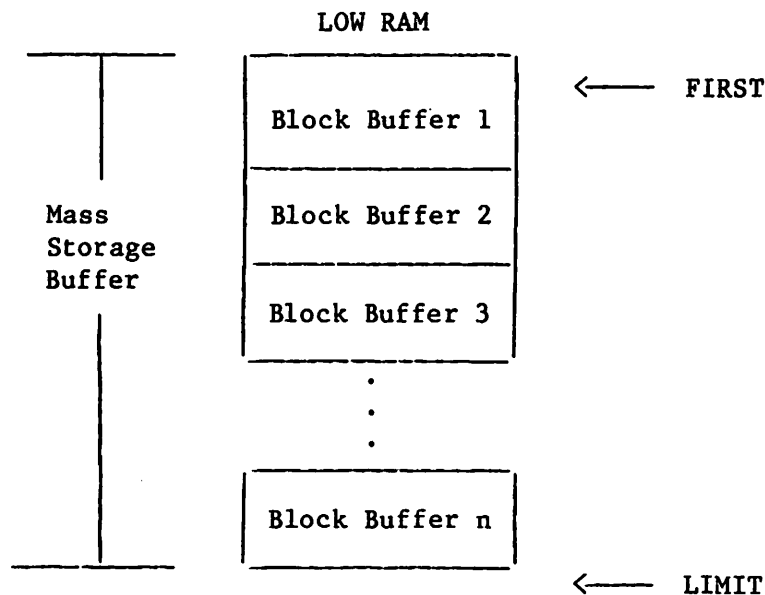 LOW RAM
FIRST
Block Buffer 1
Block Buffer 2
Mass
Storage
Buffer
Block Buffer 3
Block Buffer n
LIMIT